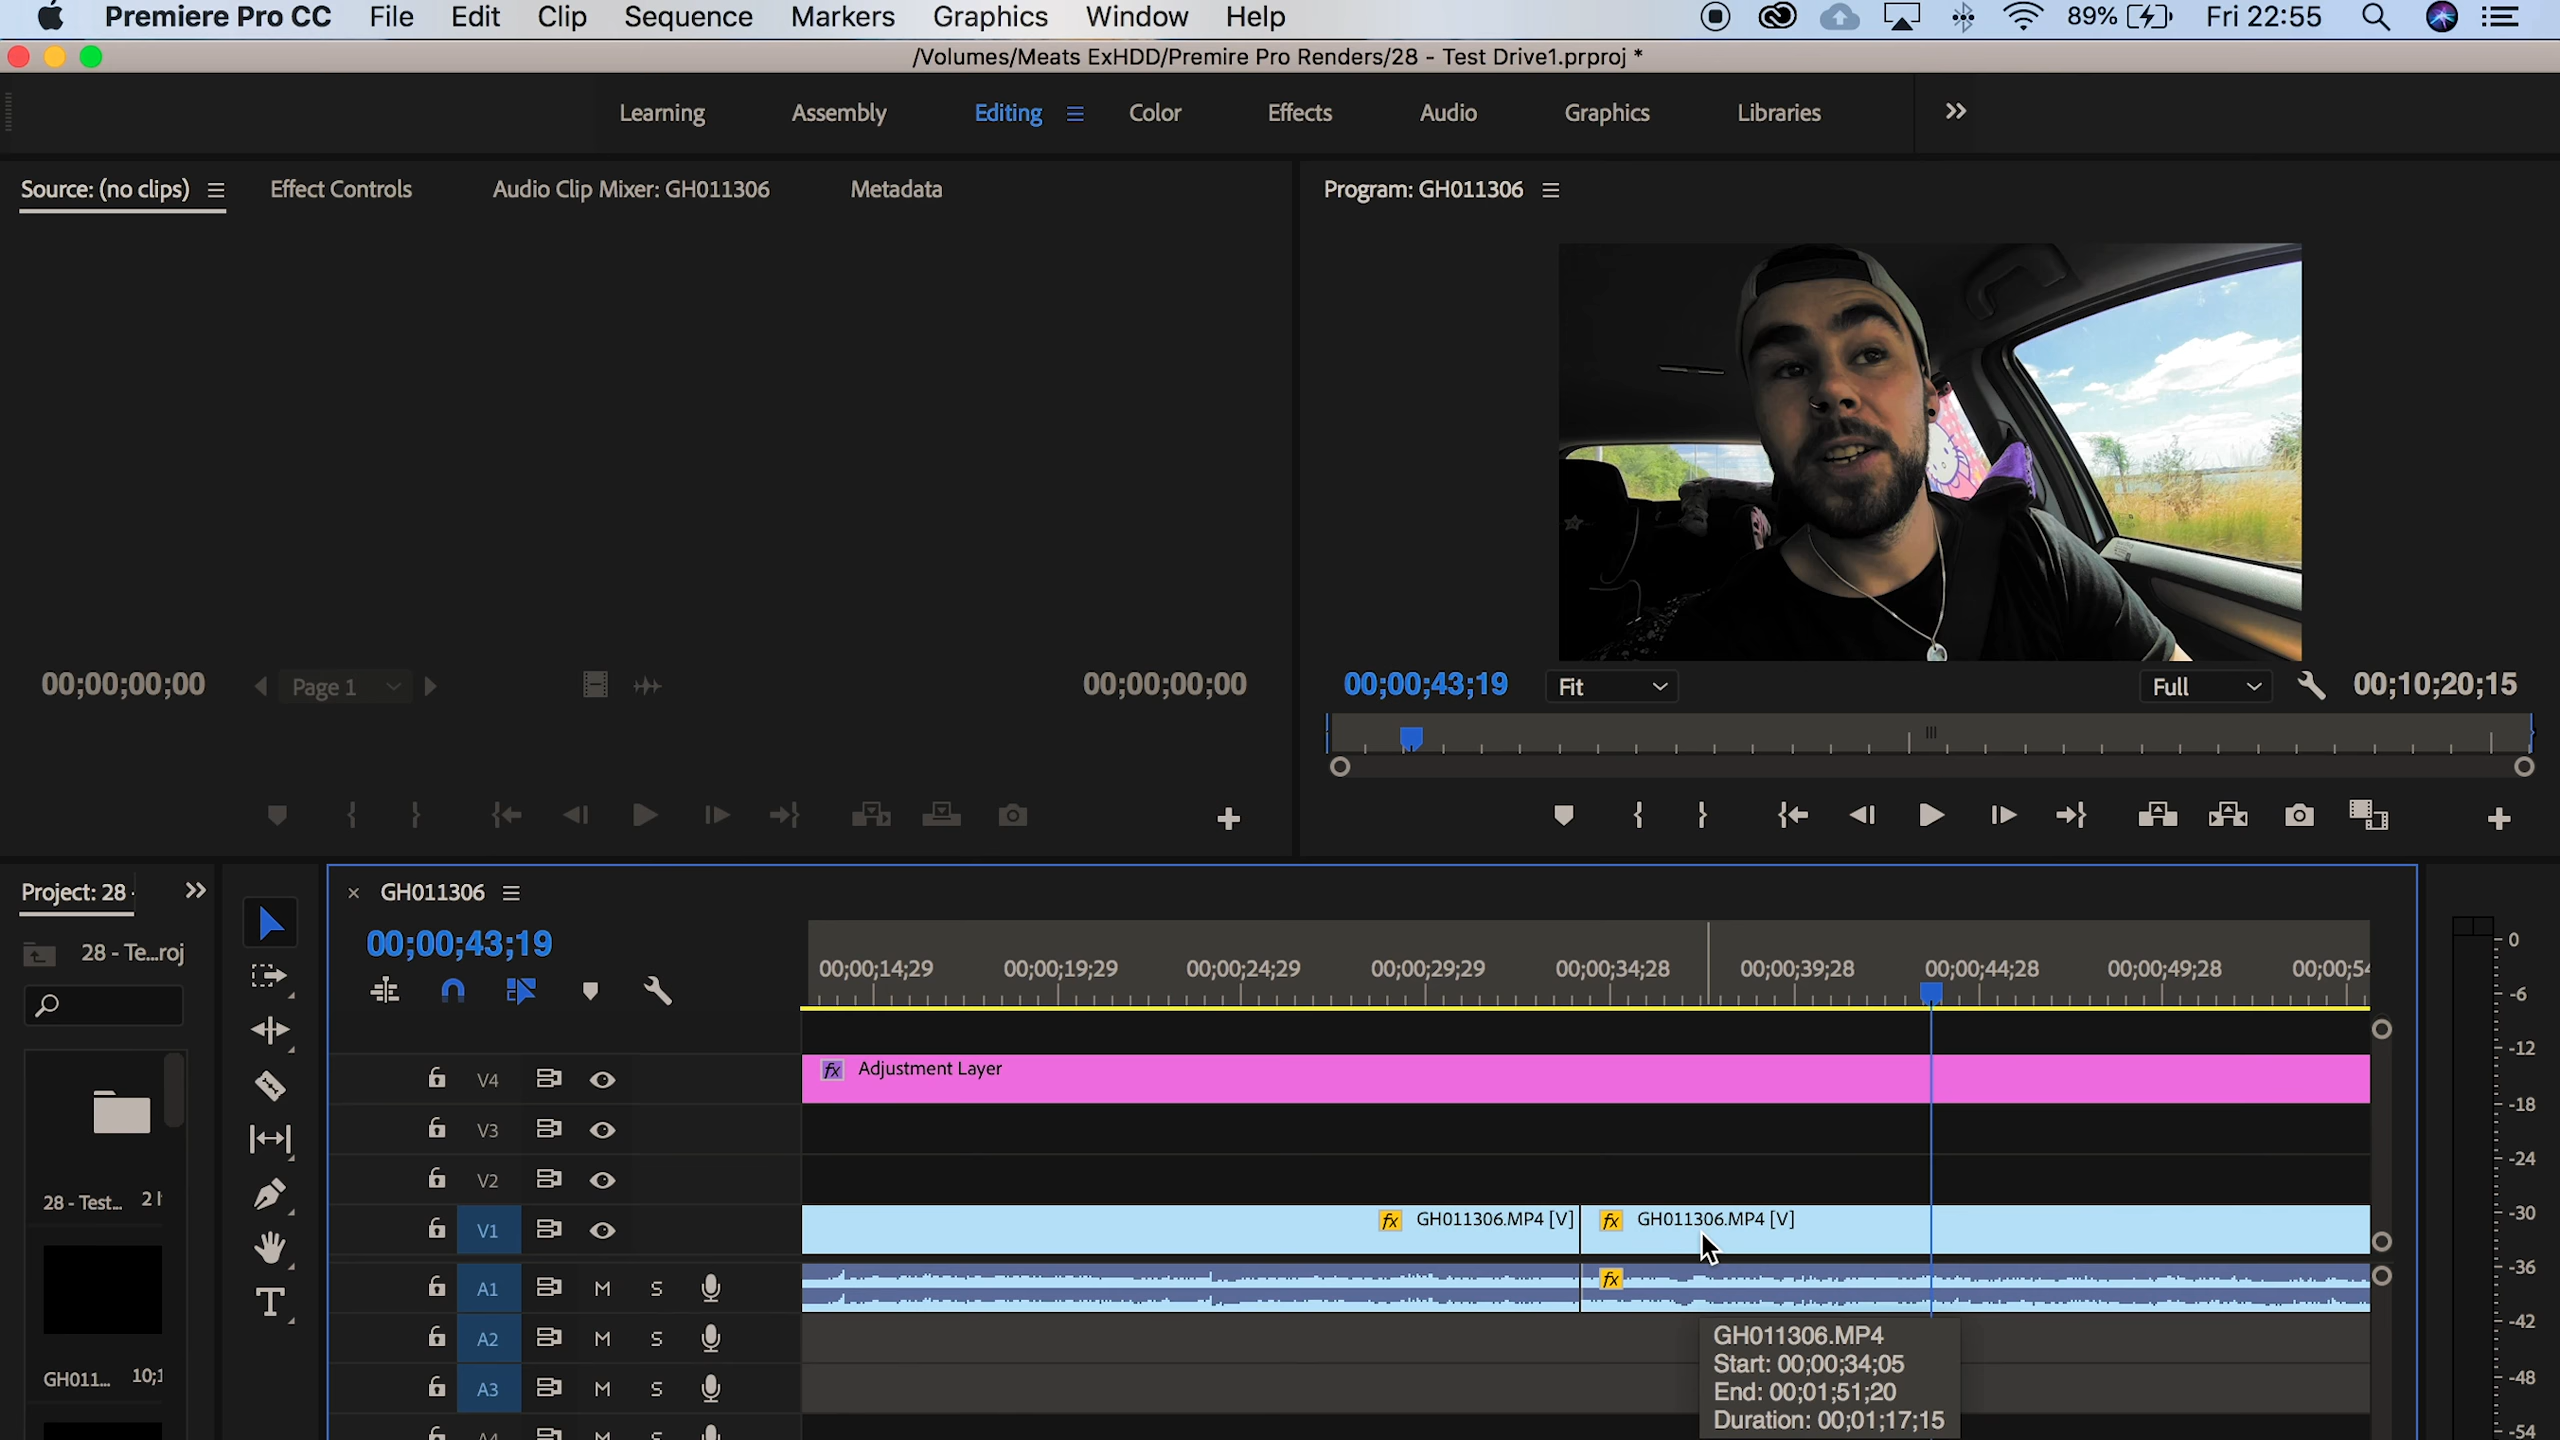 Premiere Pro CC File Edit Clip Sequence Markers Graphics Window Help 89% Fri 22:55
/Volumes/Meats ExHDD/Premire Pro Renders/28 - Test Drive1.prproj *
Learning Assembly Editing Color Effects Audio Graphics Libraries
Source: (no clips) Effect Controls Audio Clip Mixer: GH011306 Metadata
Program: GH011306
00;00;00;00 Page 1 00;00;00;00
00;00;43;19 Fit Full 00;10;20;15
Project: 28 -
28 - Te...roj
28 - Test... 2 I
GH011... 10;1
T
GH011306
00;00;43;19
00;00;14;29 00;00;19;29 00;00;24;29 00;00;29;29 00;00;34;28 00;00;39;28 00;00;44;28 00;00;49;28 00;00;54
V4 fx Adjustment Layer
V3
V2
V1 fx GH011306.MP4 [V] fx GH011306.MP4 [V]
A1 M S fx
A2 M S
A3 M S
A4 M S
GH011306.MP4
Start: 00;00;34;05
End: 00;01;51;20
Duration: 00;01;17;15
0
-6
-12
-18
-24
-30
-36
-42
-48
-54